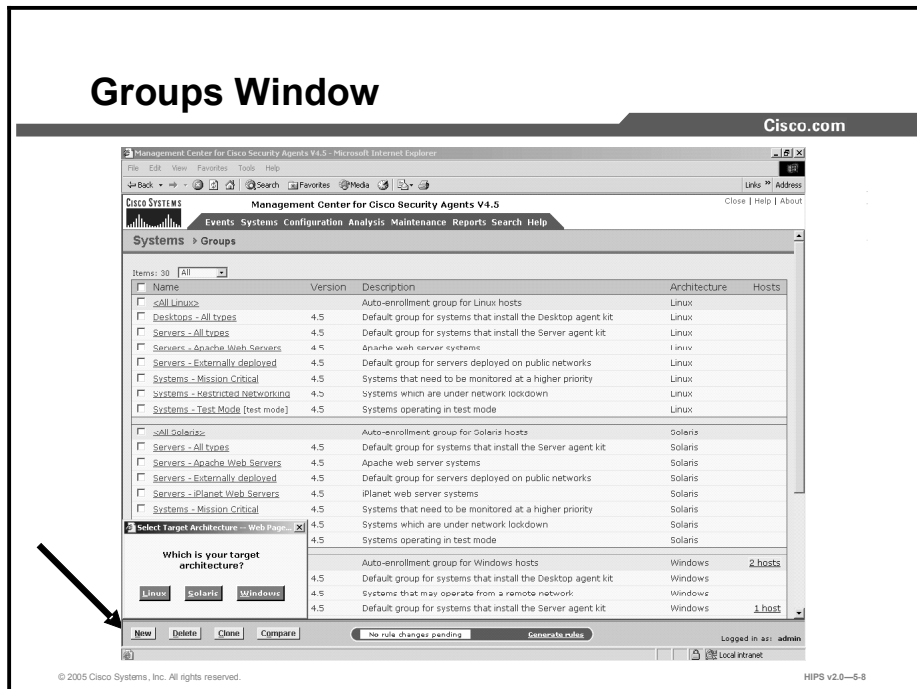 Groups Window
Cisco.com
Management Center for Cisco Security Agents V4.5 - Microsoft Internet Explorer
File Edit View Favorites Tools Help
Back Search Favorites Media Links » Address
CISCO SYSTEMS Management Center for Cisco Security Agents V4.5 Close | Help | About
Events Systems Configuration Analysis Maintenance Reports Search Help
Systems > Groups
Items: 30 All
Name Version Description Architecture Hosts
<All Linux> Auto-enrollment group for Linux hosts Linux
Desktops - All types 4.5 Default group for systems that install the Desktop agent kit Linux
Servers - All types 4.5 Default group for systems that install the Server agent kit Linux
Servers - Apache Web Servers 4.5 Apache web server systems Linux
Servers - Externally deployed 4.5 Default group for servers deployed on public networks Linux
Systems - Mission Critical 4.5 Systems that need to be monitored at a higher priority Linux
Systems - Restricted Networking 4.5 Systems which are under network lockdown Linux
Systems - Test Mode [test mode] 4.5 Systems operating in test mode Linux
<All Solaris> Auto-enrollment group for Solaris hosts Solaris
Servers - All types 4.5 Default group for systems that install the Server agent kit Solaris
Servers - Apache Web Servers 4.5 Apache web server systems Solaris
Servers - Externally deployed 4.5 Default group for servers deployed on public networks Solaris
Servers - iPlanet Web Servers 4.5 iPlanet web server systems Solaris
Systems - Mission Critical 4.5 Systems that need to be monitored at a higher priority Solaris
4.5 Systems which are under network lockdown Solaris
4.5 Systems operating in test mode Solaris
Auto-enrollment group for Windows hosts Windows 2 hosts
4.5 Default group for systems that install the Desktop agent kit Windows
4.5 Systems that may operate from a remote network Windows
4.5 Default group for systems that install the Server agent kit Windows 1 host
Select Target Architecture -- Web Page...
Which is your target
architecture?
Linux Solaris Windows
New Delete Clone Compare No rule changes pending Generate rules Logged in as: admin
Local intranet
© 2005 Cisco Systems, Inc. All rights reserved. HIPS v2.0—5-8